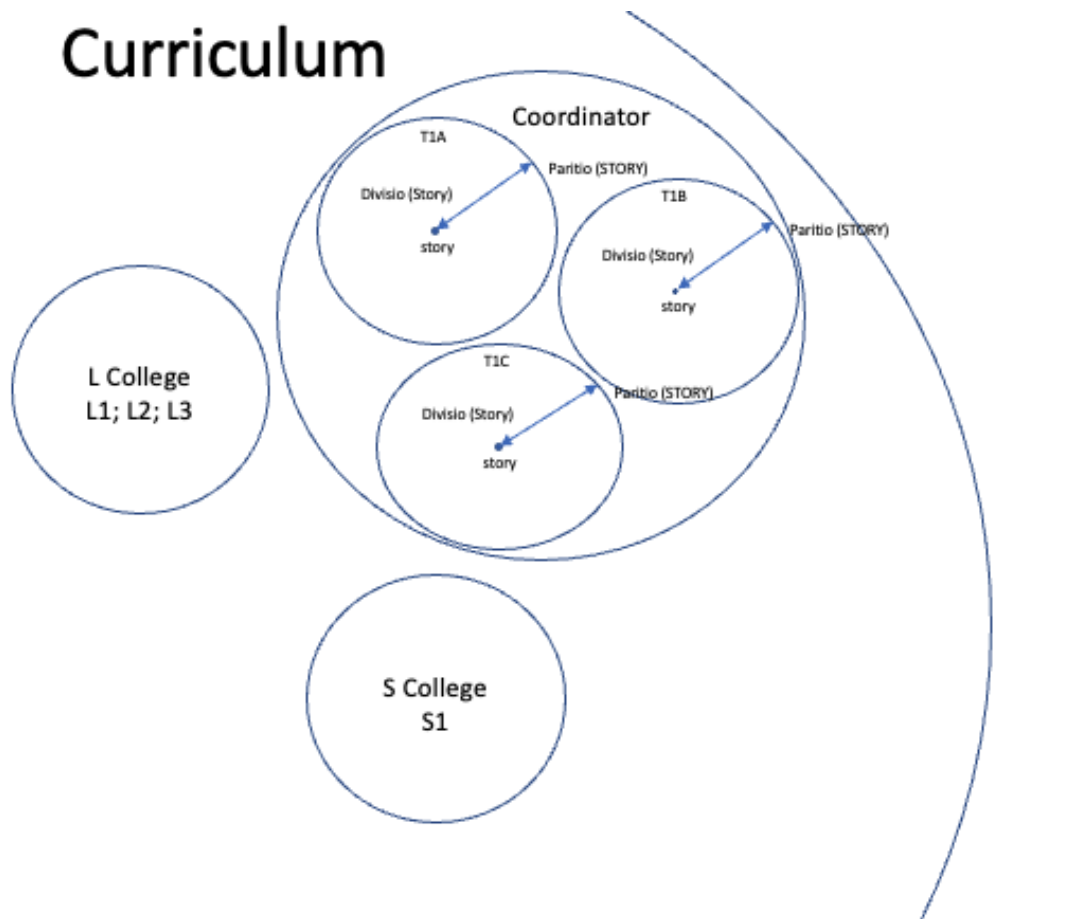 Curriculum
Coordinator
T1A
Paritio (STORY)
Divisio (Story)
story
T1B
Paritio (STORY)
Divisio (Story)
story
T1C
Paritio (STORY)
Divisio (Story)
story
L College
L1; L2; L3
S College
S1